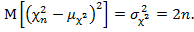 M[(χ²ₙ − μ_χ²)²] = σ²_χ² = 2n.